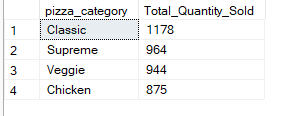 pizza_category Total_Quantity_Sold
1 Classic 1178
2 Supreme 964
3 Veggie 944
4 Chicken 875